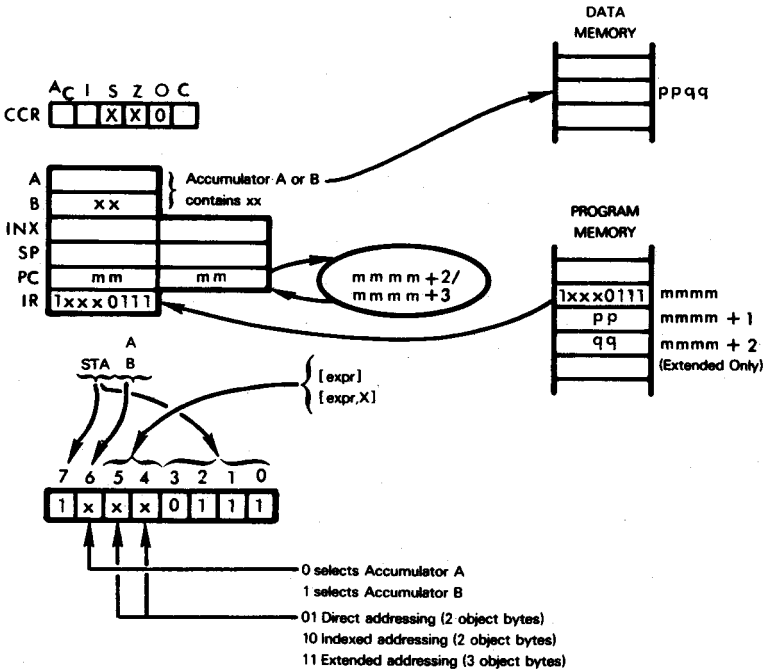 DATA
MEMORY
ppqq
AC I S Z O C
CCR X X 0
A
B xx
INX
SP
PC mm mm
IR 1xxx0111
Accumulator A or B
contains xx
mmmm+2/
mmmm+3
PROGRAM
MEMORY
1xxx0111 mmmm
pp mmmm + 1
qq mmmm + 2
(Extended Only)
A
STA B
[expr]
[expr,X]
7 6 5 4 3 2 1 0
1 x x x 0 1 1 1
0 selects Accumulator A
1 selects Accumulator B
01 Direct addressing (2 object bytes)
10 Indexed addressing (2 object bytes)
11 Extended addressing (3 object bytes)